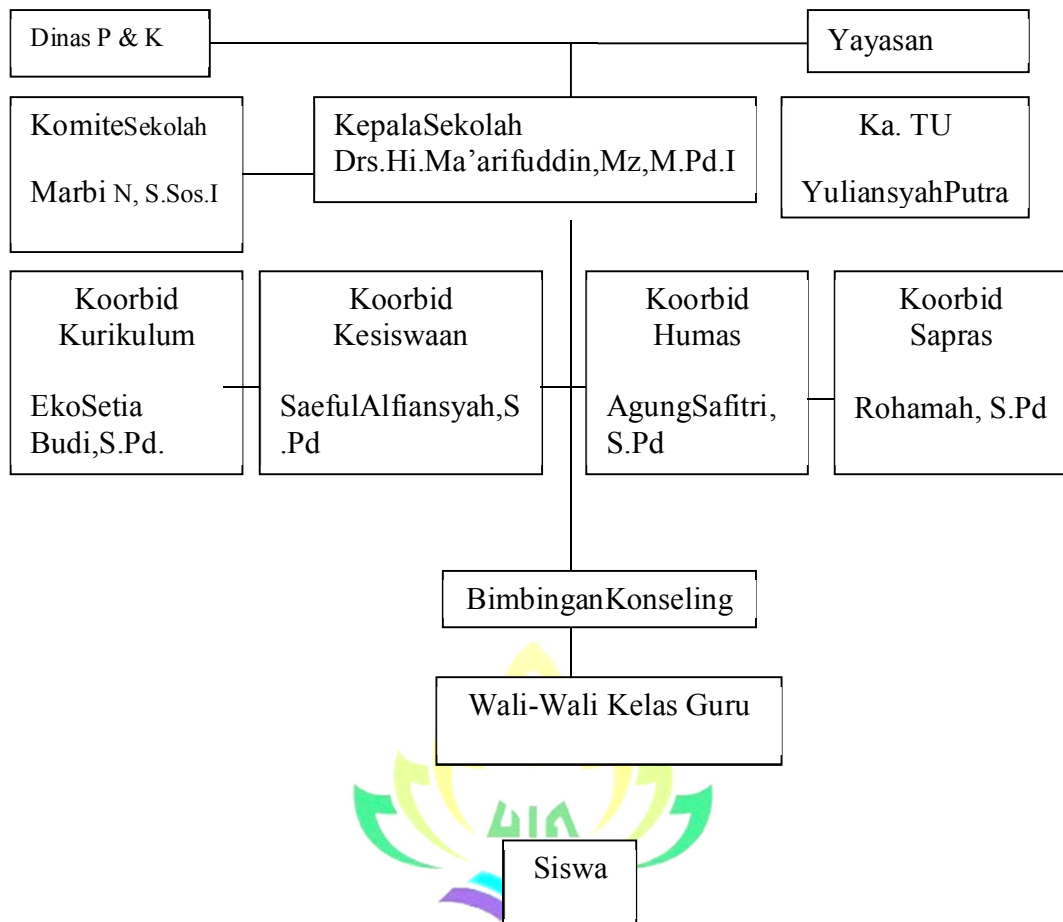 Dinas P & K
Yayasan
KomiteSekolah
Marbi N, S.Sos.I
KepalaSekolah
Drs.Hi.Ma’arifuddin,Mz,M.Pd.I
Ka. TU
YuliansyahPutra
Koorbid
Kurikulum
EkoSetia
Budi,S.Pd.
Koorbid
Kesiswaan
SaefulAlfiansyah,S
.Pd
Koorbid
Humas
AgungSafitri,
S.Pd
Koorbid
Sapras
Rohamah, S.Pd
BimbinganKonseling
Wali-Wali Kelas Guru
UIN
Siswa